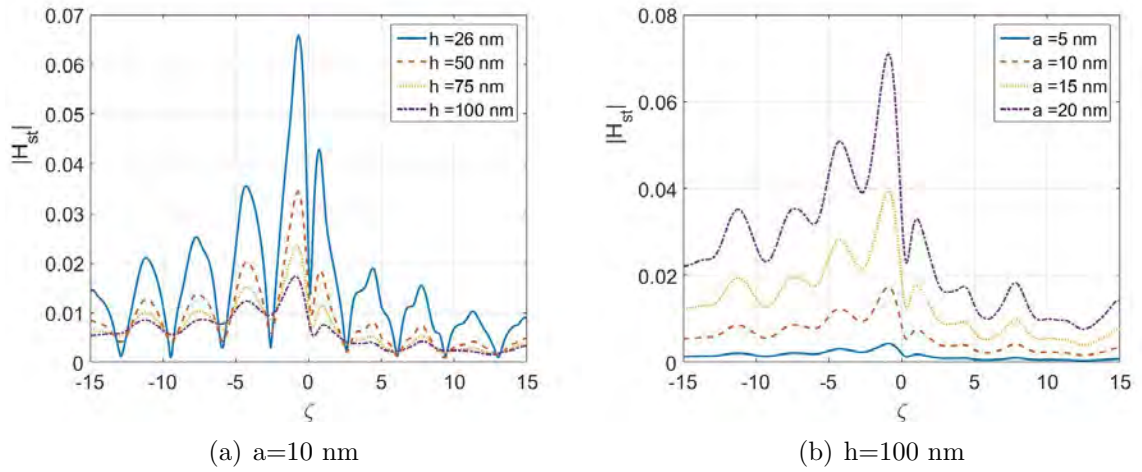 0.07
0.06
0.05
0.04
0.03
0.02
0.01
0
|H_st|
-15 -10 -5 0 5 10 15
ζ
h =26 nm
h =50 nm
h =75 nm
h =100 nm
(a) a=10 nm
0.08
0.06
0.04
0.02
0
|H_st|
-15 -10 -5 0 5 10 15
ζ
a =5 nm
a =10 nm
a =15 nm
a =20 nm
(b) h=100 nm